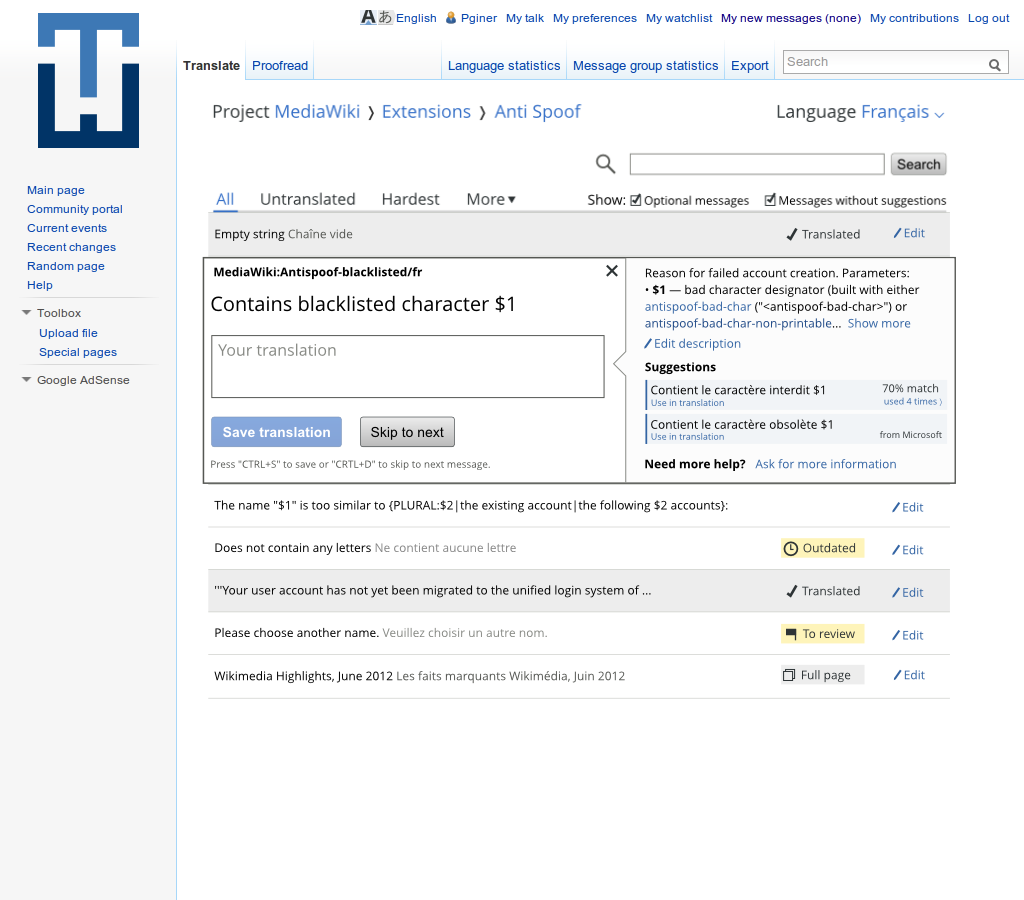 Aあ English Pginer My talk My preferences My watchlist My new messages (none) My contributions Log out
Translate Proofread Language statistics Message group statistics Export Search
Project MediaWiki ❭ Extensions ❭ Anti Spoof Language Français
Search
All Untranslated Hardest More ▾ Show: Optional messages Messages without suggestions
Main page
Community portal
Current events
Recent changes
Random page
Help
Toolbox
Upload file
Special pages
Google AdSense
Empty string Chaîne vide Translated Edit
MediaWiki:Antispoof-blacklisted/fr
Contains blacklisted character $1
Your translation
Save translation Skip to next
Press "CTRL+S" to save or "CRTL+D" to skip to next message.
Reason for failed account creation. Parameters:
• $1 — bad character designator (built with either
antispoof-bad-char ("<antispoof-bad-char>") or
antispoof-bad-char-non-printable... Show more
Edit description
Suggestions
Contient le caractère interdit $1 70% match
Use in translation used 4 times ⟩
Contient le caractère obsolète $1
Use in translation from Microsoft
Need more help? Ask for more information
The name "$1" is too similar to {PLURAL:$2|the existing account|the following $2 accounts}: Edit
Does not contain any letters Ne contient aucune lettre Outdated Edit
'''Your user account has not yet been migrated to the unified login system of ... Translated Edit
Please choose another name. Veuillez choisir un autre nom. To review Edit
Wikimedia Highlights, June 2012 Les faits marquants Wikimédia, Juin 2012 Full page Edit